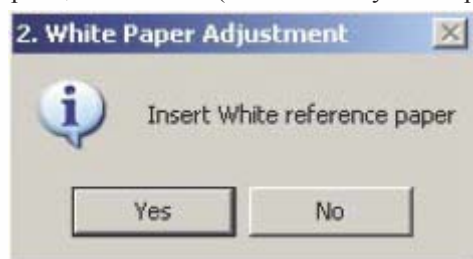 2. White Paper Adjustment
Insert White reference paper
Yes No